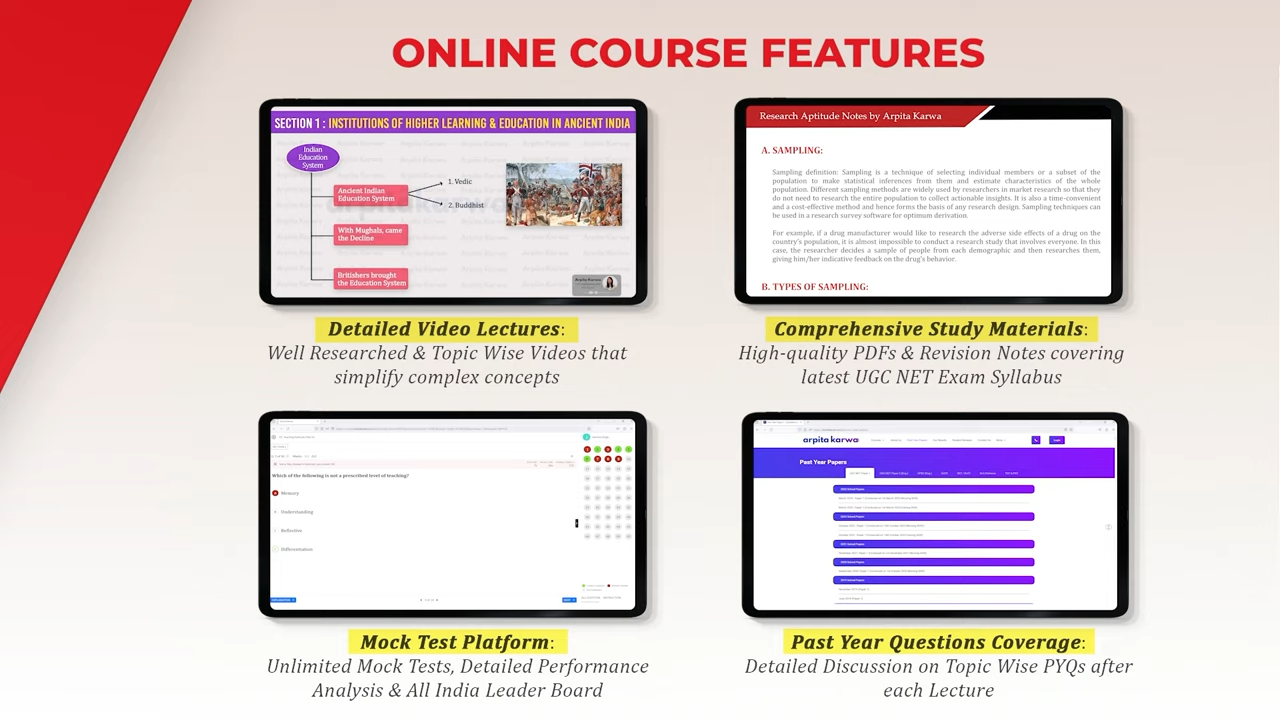 ONLINE COURSE FEATURES
SECTION 1 : INSTITUTIONS OF HIGHER LEARNING & EDUCATION IN ANCIENT INDIA
Indian
Education
System
Ancient Indian
Education System
1. Vedic
2. Buddhist
With Mughals, came
the Decline
Britishers brought
the Education System
Research Aptitude Notes by Arpita Karwa
A. SAMPLING:
Sampling definition: Sampling is a technique of selecting individual members or a subset of the
population to make statistical inferences from them and estimate characteristics of the whole
population. Different sampling methods are widely used by researchers in market research so that they
do not need to research the entire population to collect actionable insights. It is also a time-convenient
and a cost-effective method and hence forms the basis of any research design. Sampling techniques can
be used in a research survey software for optimum derivation.
For example, if a drug manufacturer would like to research the adverse side effects of a drug on the
country's population, it is almost impossible to conduct a research study that involves everyone. In this
case, the researcher decides a sample of people from each demographic and then researches them,
giving him/her indicative feedback on the drug's behavior.
B. TYPES OF SAMPLING:
Detailed Video Lectures:
Well Researched & Topic Wise Videos that
simplify complex concepts
Comprehensive Study Materials:
High-quality PDFs & Revision Notes covering
latest UGC NET Exam Syllabus
Which of the following is not a prescribed level of teaching?
Memory
Understanding
Reflection
Differentiation
arpita karwa
Past Year Papers
Mock Test Platform:
Unlimited Mock Tests, Detailed Performance
Analysis & All India Leader Board
Past Year Questions Coverage:
Detailed Discussion on Topic Wise PYQs after
each Lecture